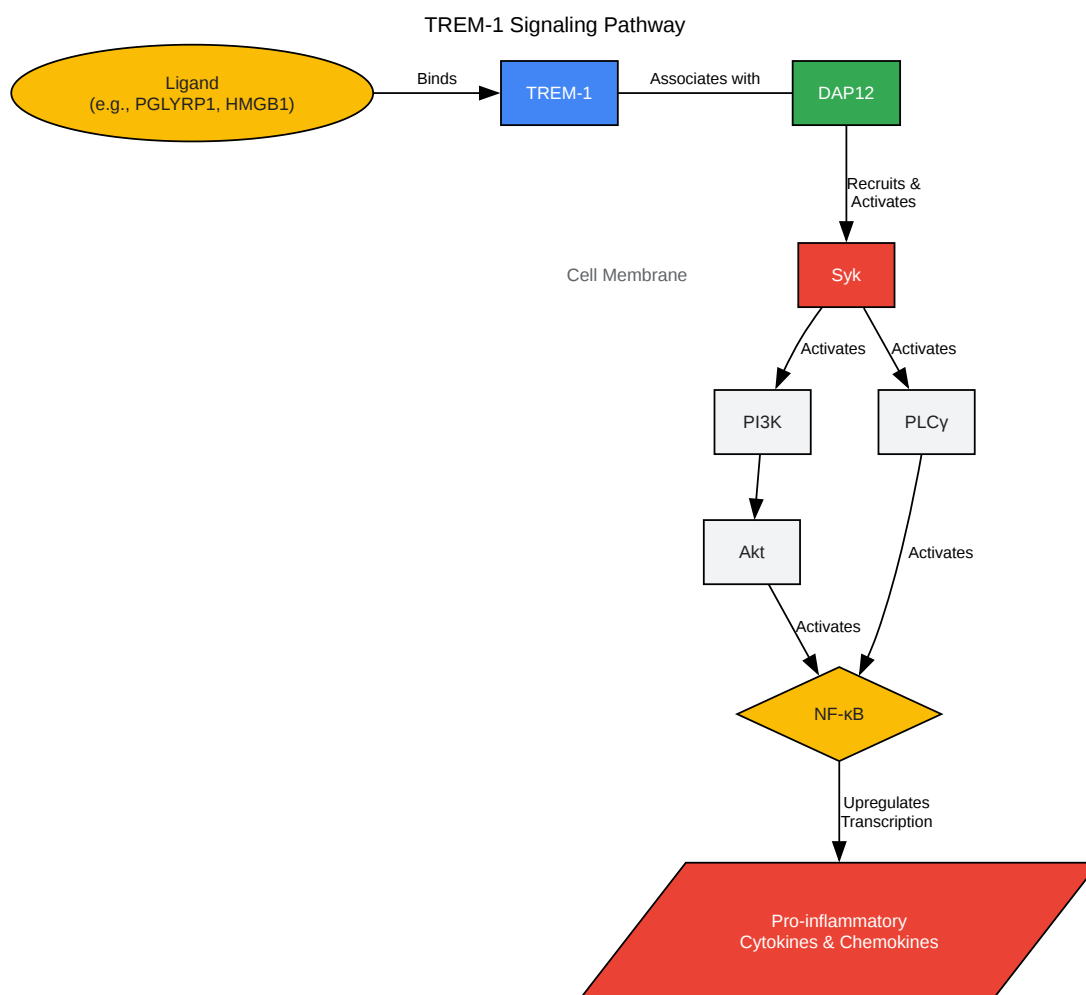 TREM-1 Signaling Pathway
Ligand
(e.g., PGLYRP1, HMGB1)
Binds
TREM-1
Associates with
DAP12
Recruits &
Activates
Cell Membrane
Syk
Activates
Activates
PI3K
PLCγ
Akt
Activates
Activates
NF-κB
Upregulates
Transcription
Pro-inflammatory
Cytokines & Chemokines